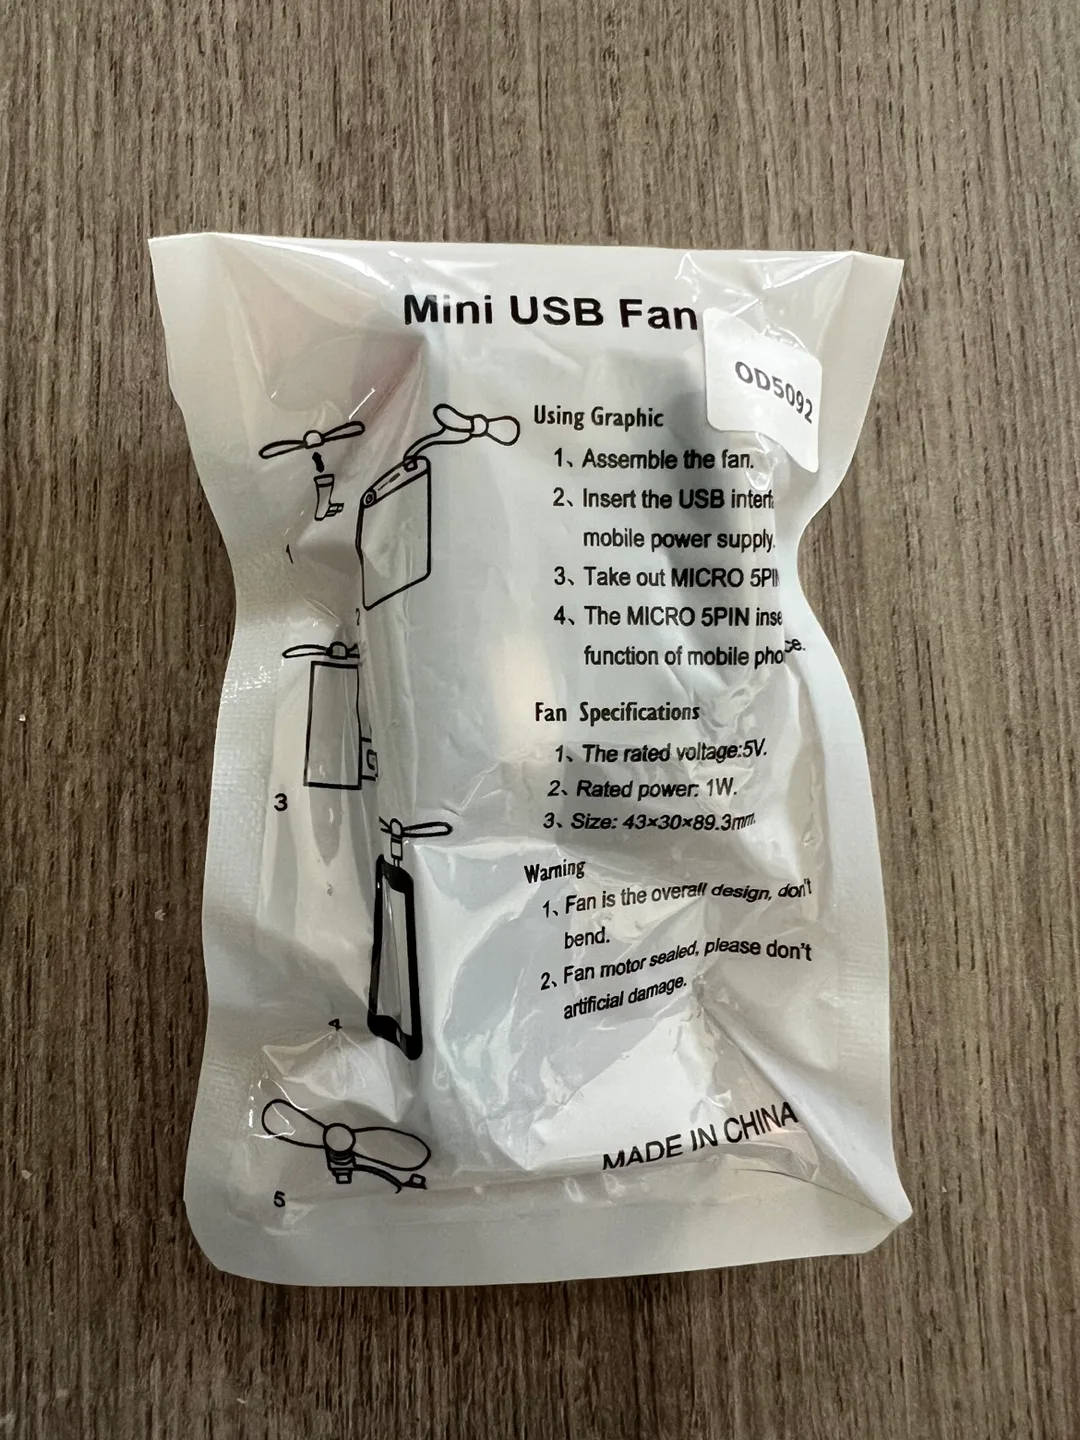 Mini USB Fan
OD5092
Using Graphic
1、Assemble the fan.
2、Insert the USB
mobile power supply.
3、Take out MICRO
4、The MICRO 5PIN
function of mobile
Fan Specifications
1、The rated voltage:5V.
2、Rated power: 1W.
3、Size: 43×30×89.3mm.
Warning
1、Fan is the overall design, don't
bend.
2、Fan motor sealed, please don't
artificial damage.
MADE IN CHINA
1
2
3
4
5